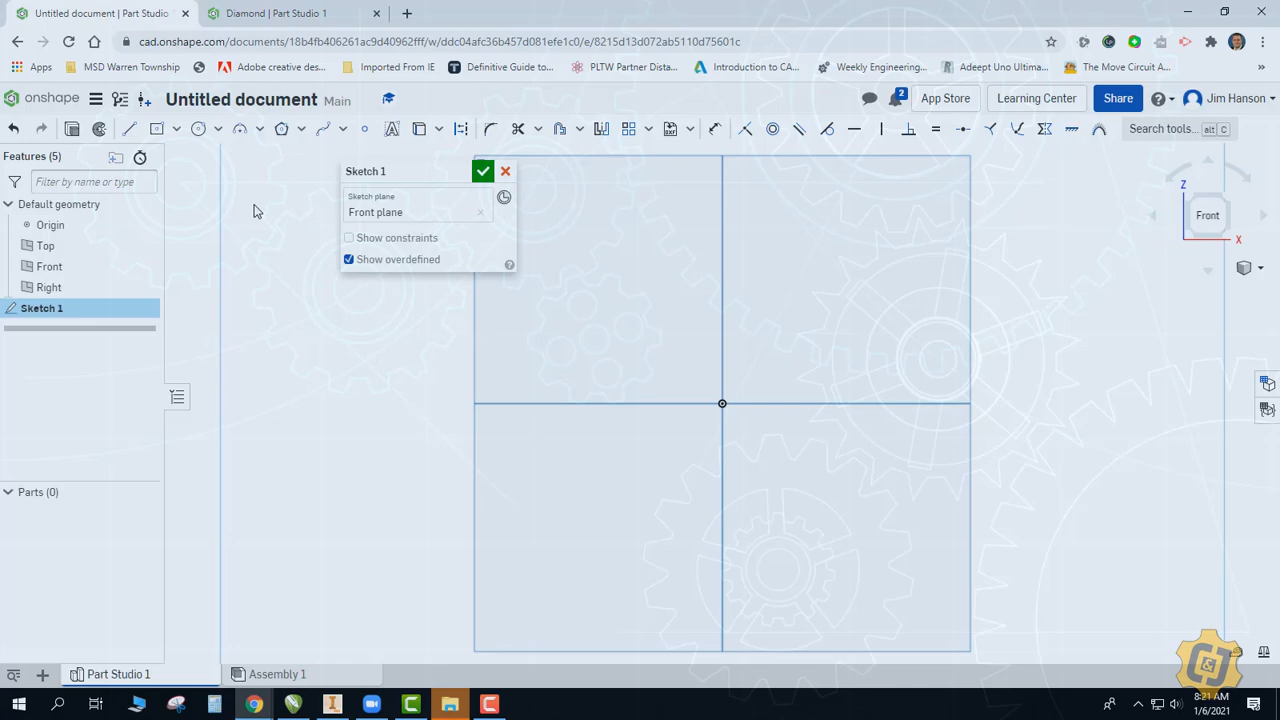 Untitled document | Part Studio 1
Diamond | Part Studio 1
cad.onshape.com/documents/18b4fb406261ac9d40962fff/w/ddc04afc36b457d081efe1c0/e/8215d13d072ab5110d75601c
Apps
MSD Warren Township
Adobe creative des...
Imported From IE
Definitive Guide to...
PLTW Partner Dista...
Introduction to CA...
Weekly Engineering...
Adeept Uno Ultima...
The Move Circuit A...
onshape
Untitled document Main
2
App Store
Learning Center
Share
Jim Hanson
Search tools... alt C
Features (5)
Filter by name or type
Default geometry
Origin
Top
Front
Right
Sketch 1
Parts (0)
Sketch 1
Sketch plane
Front plane
Show constraints
Show overdefined
Z
Front
X
Part Studio 1
Assembly 1
C&J
8:21 AM
1/6/2021